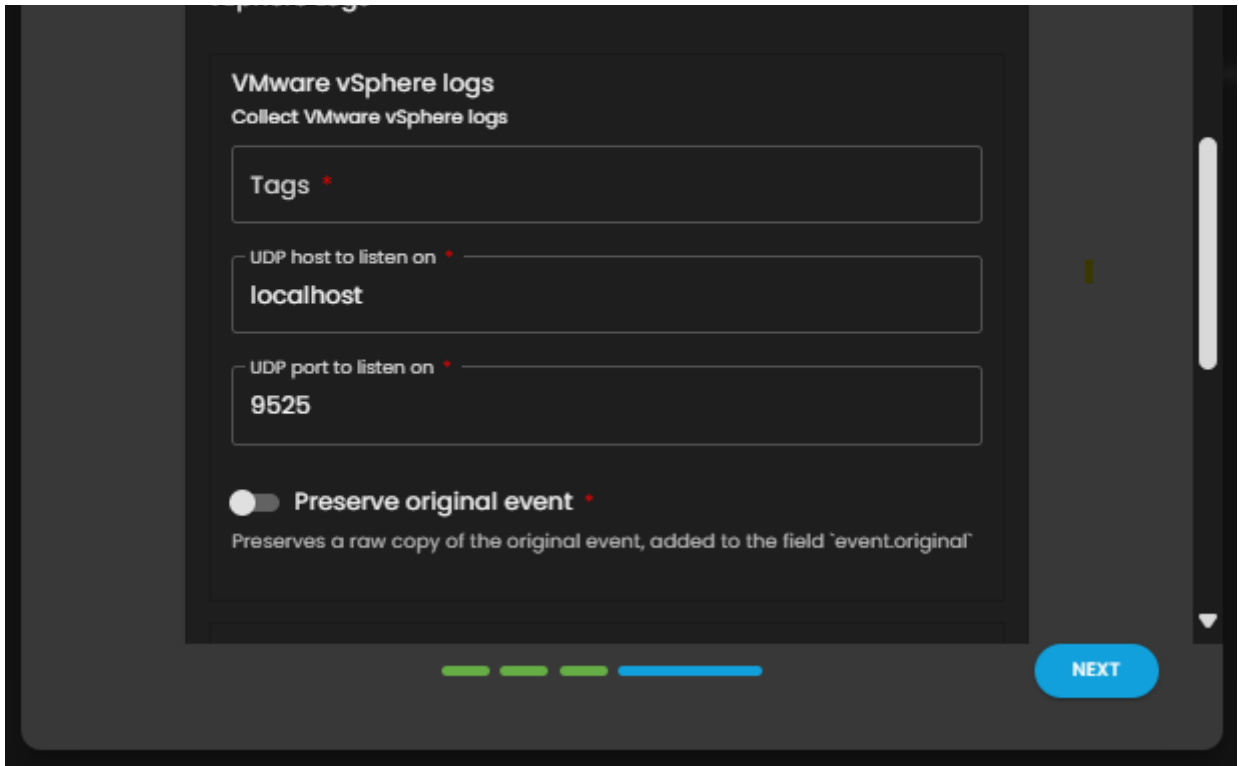 VMware vSphere logs
Collect VMware vSphere logs
Tags *
UDP host to listen on *
localhost
UDP port to listen on *
9525
Preserve original event *
Preserves a raw copy of the original event, added to the field `event.original`
NEXT